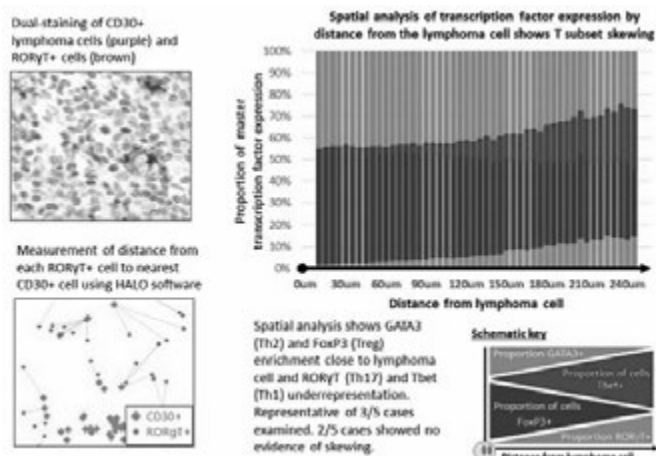 Dual-staining of CD30+
lymphoma cells (purple) and
RORγT+ cells (brown)
Measurement of distance from
each RORγT+ cell to nearest
CD30+ cell using HALO software
CD30+
RORgT+
Spatial analysis of transcription factor expression by
distance from the lymphoma cell shows T subset skewing
Proportion of master
transcription factor expression
100%
90%
80%
70%
60%
50%
40%
30%
20%
10%
0%
0um 30um 60um 90um 120um 150um 180um 210um 240um
Distance from lymphoma cell
Spatial analysis shows GATA3
(Th2) and FoxP3 (Treg)
enrichment close to lymphoma
cell and RORγT (Th17) and Tbet
(Th1) underrepresentation.
Representative of 3/5 cases
examined. 2/5 cases showed no
evidence of skewing.
Schematic key
Proportion GATA3+
Proportion of cells
Tbet+
Proportion of cells
FoxP3+
Proportion RORγT+
Distance from lymphoma cell